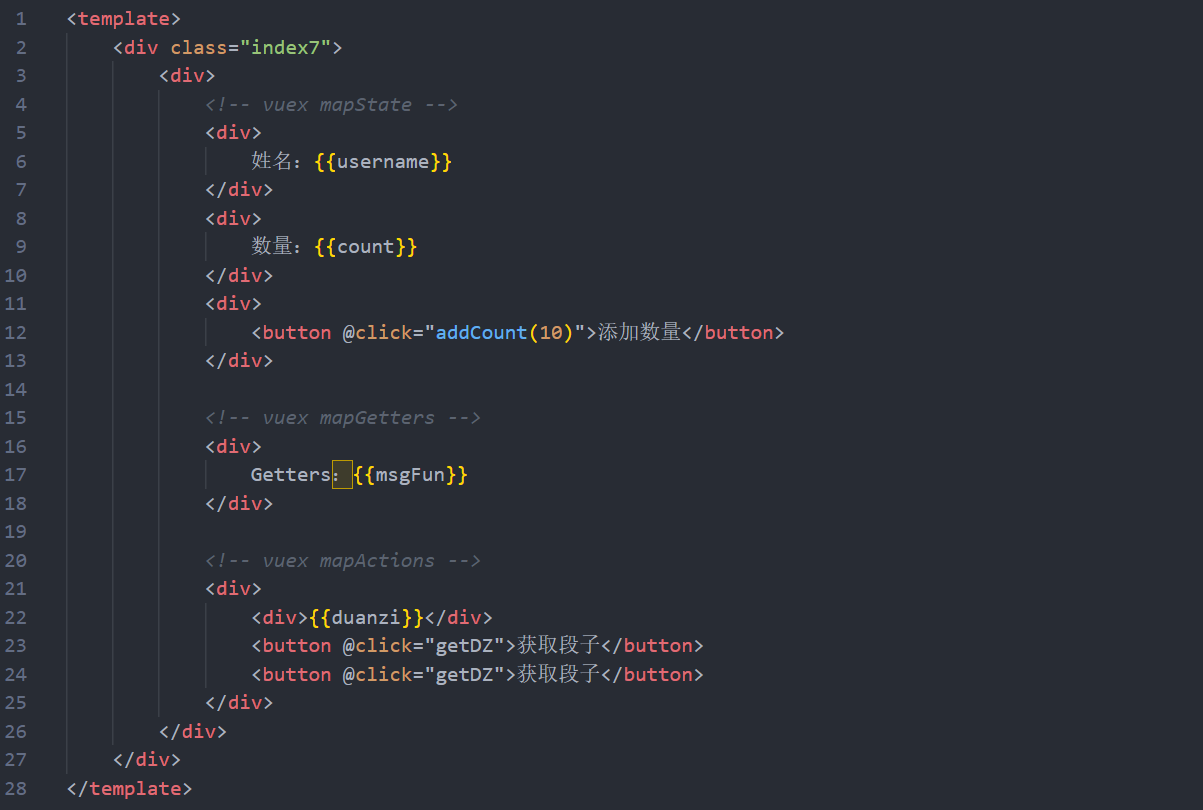 1 <template>
2 <div class="index7">
3 <div>
4 <!-- vuex mapState -->
5 <div>
6 姓名：{{username}}
7 </div>
8 <div>
9 数量：{{count}}
10 </div>
11 <div>
12 <button @click="addCount(10)">添加数量</button>
13 </div>
14
15 <!-- vuex mapGetters -->
16 <div>
17 Getters：{{msgFun}}
18 </div>
19
20 <!-- vuex mapActions -->
21 <div>
22 <div>{{duanzi}}</div>
23 <button @click="getDZ">获取段子</button>
24 <button @click="getDZ">获取段子</button>
25 </div>
26 </div>
27 </div>
28 </template>